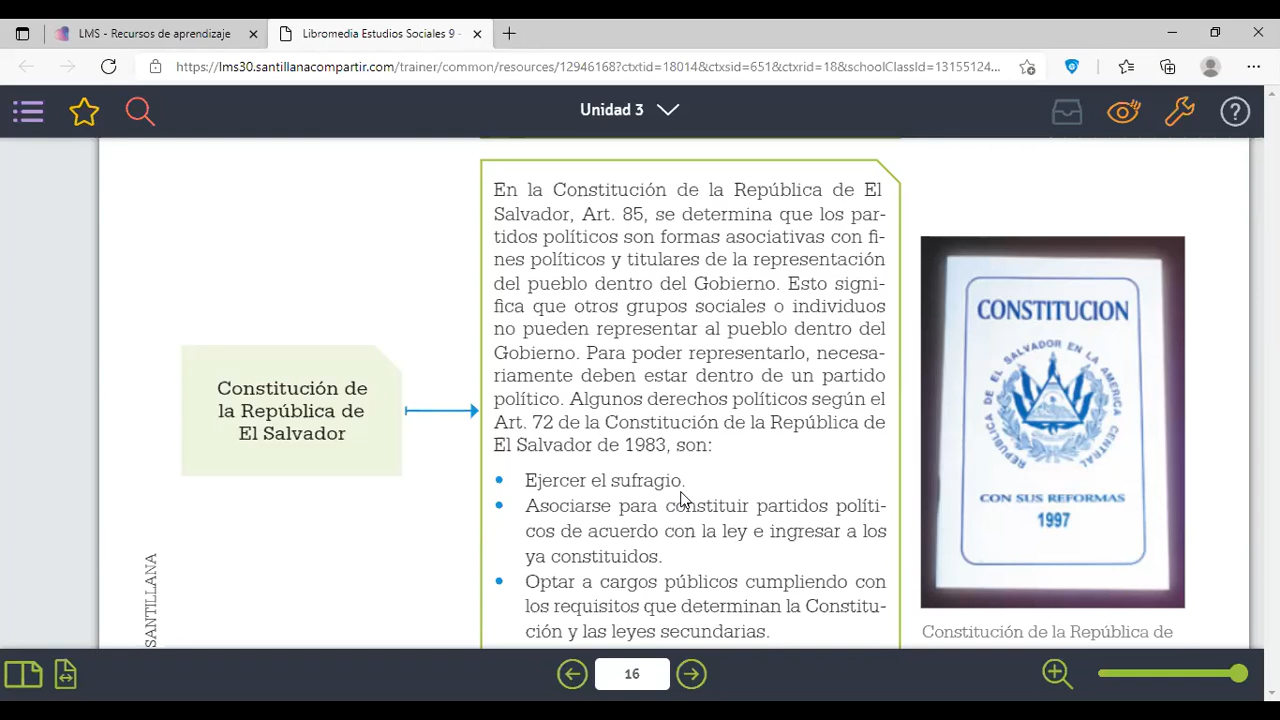 LMS - Recursos de aprendizaje
Libromedia Estudios Sociales 9 -
https://lms30.santillanacompartir.com/trainer/common/resources/12946168?ctxtid=18014&ctxsid=651&ctxrid=18&schoolClassId=13155124...
Unidad 3
En la Constitución de la República de El
Salvador, Art. 85, se determina que los par-
tidos políticos son formas asociativas con fi-
nes políticos y titulares de la representación
del pueblo dentro del Gobierno. Esto signi-
fica que otros grupos sociales o individuos
no pueden representar al pueblo dentro del
Gobierno. Para poder representarlo, necesa-
riamente deben estar dentro de un partido
político. Algunos derechos políticos según el
Art. 72 de la Constitución de la República de
El Salvador de 1983, son:
• Ejercer el sufragio.
• Asociarse para constituir partidos políti-
cos de acuerdo con la ley e ingresar a los
ya constituidos.
• Optar a cargos públicos cumpliendo con
los requisitos que determinan la Constitu-
ción y las leyes secundarias.
Constitución de
la República de
El Salvador
CONSTITUCION
REPUBLICA DE EL SALVADOR EN LA AMERICA CENTRAL
CON SUS REFORMAS
1997
Constitución de la República de
SANTILLANA
16